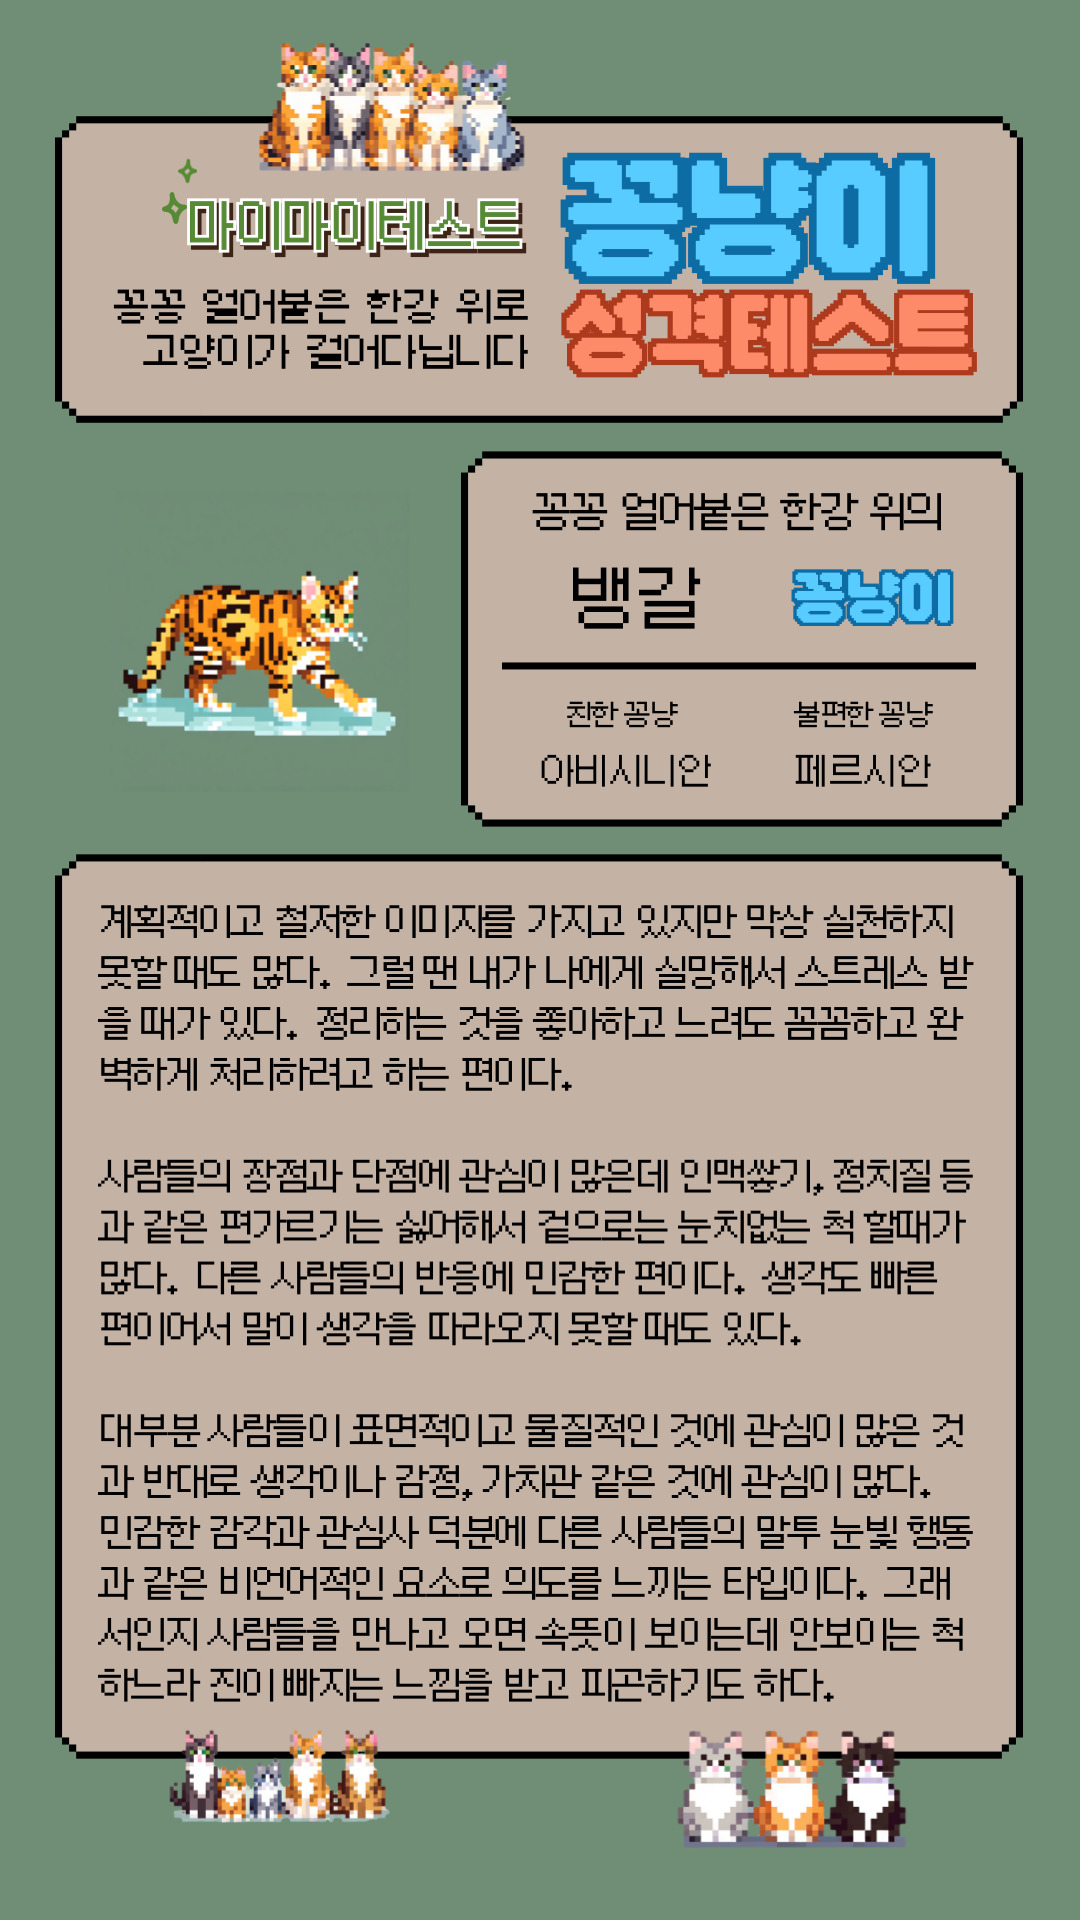 마이마이테스트
꽁꽁 얼어붙은 한강 위로
고양이가 걸어다닙니다
꽁냥이
성격테스트
꽁꽁 얼어붙은 한강 위의
뱅갈 꽁냥이
친한 꽁냥 불편한 꽁냥
아비시니안 페르시안
계획적이고 철저한 이미지를 가지고 있지만 막상 실천하지
못할 때도 많다. 그럴 땐 내가 나에게 실망해서 스트레스 받
을 때가 있다. 정리하는 것을 좋아하고 느려도 꼼꼼하고 완
벽하게 처리하려고 하는 편이다.
사람들의 장점과 단점에 관심이 많은데 인맥쌓기, 정치질 등
과 같은 편가르기는 싫어해서 겉으로는 눈치없는 척 할때가
많다. 다른 사람들의 반응에 민감한 편이다. 생각도 빠른
편이어서 말이 생각을 따라오지 못할 때도 있다.
대부분 사람들이 표면적이고 물질적인 것에 관심이 많은 것
과 반대로 생각이나 감정, 가치관 같은 것에 관심이 많다.
민감한 감각과 관심사 덕분에 다른 사람들의 말투 눈빛 행동
과 같은 비언어적인 요소로 의도를 느끼는 타입이다. 그래
서인지 사람들을 만나고 오면 속뜻이 보이는데 안보이는 척
하느라 진이 빠지는 느낌을 받고 피곤하기도 하다.